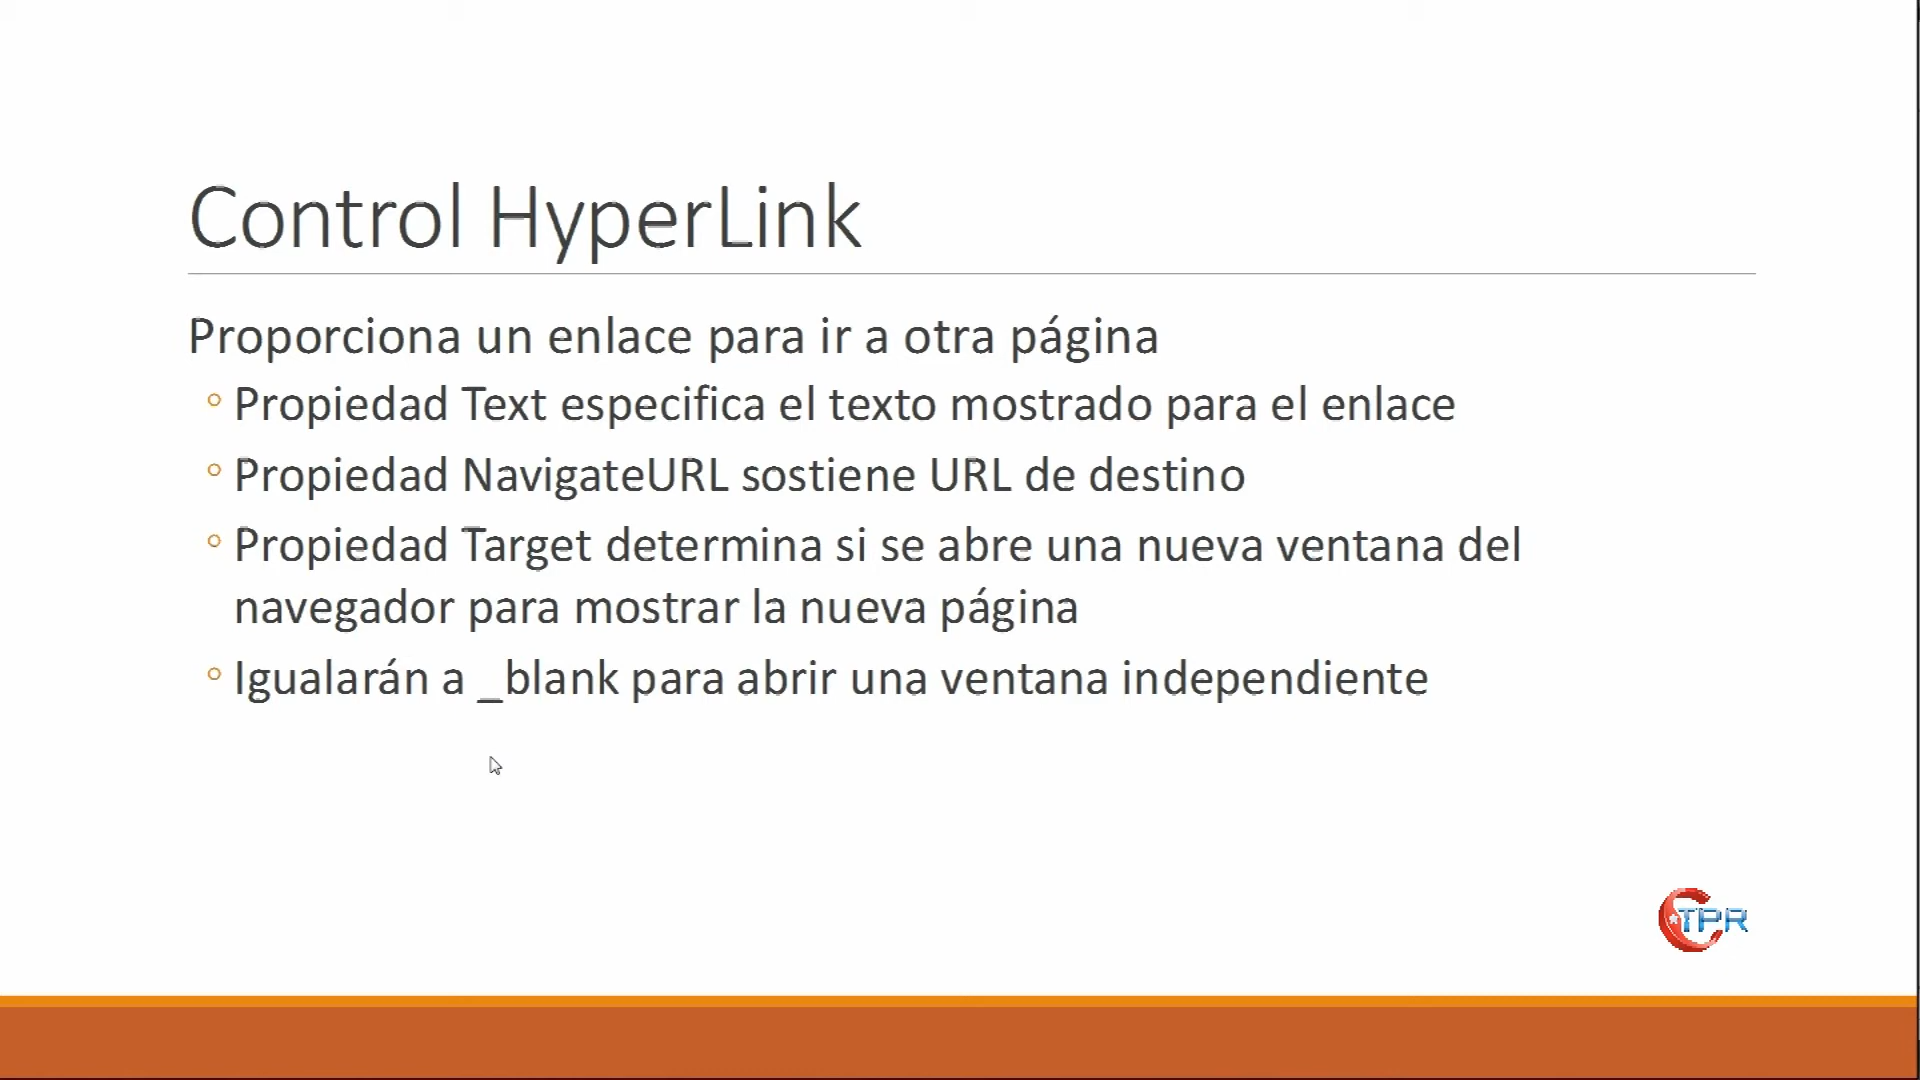 Control HyperLink
Proporciona un enlace para ir a otra página
Propiedad Text especifica el texto mostrado para el enlace
Propiedad NavigateURL sostiene URL de destino
Propiedad Target determina si se abre una nueva ventana del
navegador para mostrar la nueva página
Igualarán a _blank para abrir una ventana independiente
CTPR